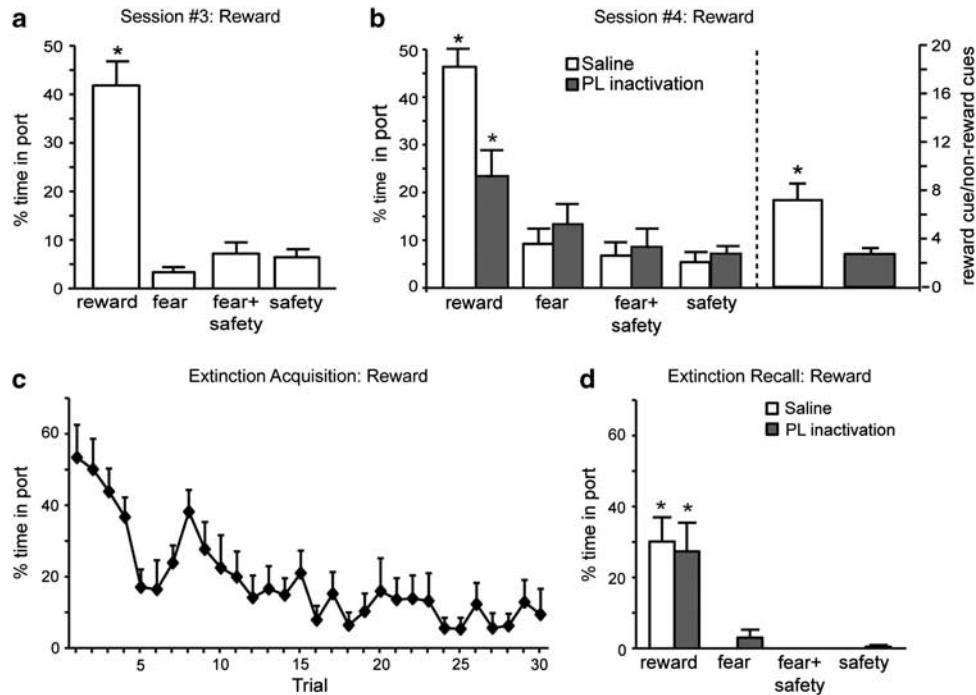 a
Session #3: Reward
% time in port
50
40
30
20
10
0
*
reward
fear
fear+
safety
safety
b
Session #4: Reward
% time in port
50
40
30
20
10
0
*
*
Saline
PL inactivation
reward
fear
fear+
safety
safety
*
20
16
12
8
4
0
reward cue/non-reward cues
c
Extinction Acquisition: Reward
% time in port
60
40
20
0
5
10
15
20
25
30
Trial
d
Extinction Recall: Reward
% time in port
60
40
20
0
Saline
PL inactivation
* *
reward
fear
fear+
safety
safety